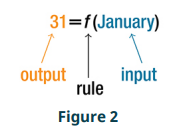 31=f(January)
output
input
rule
Figure 2